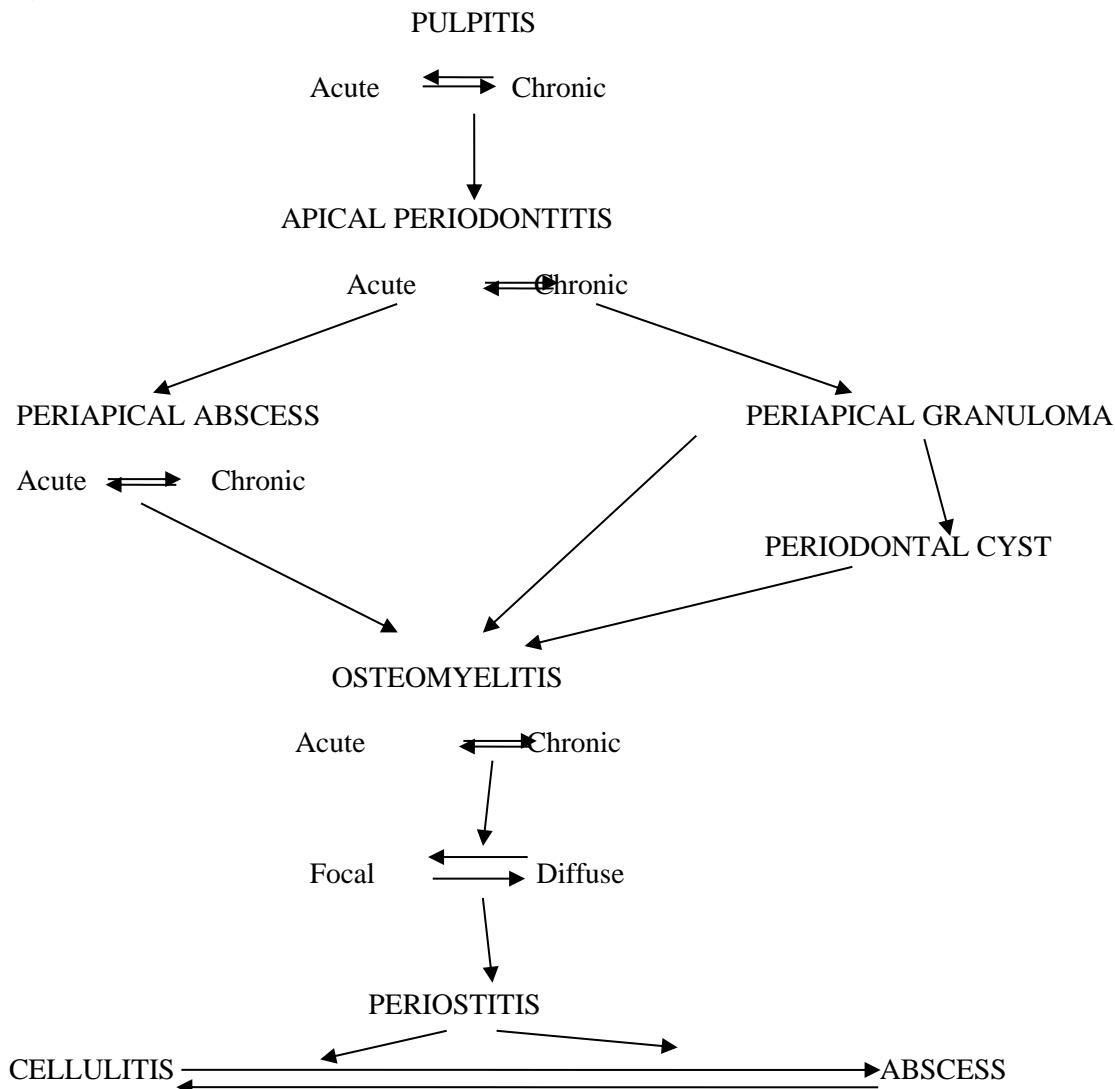 PULPITIS
Acute Chronic
APICAL PERIODONTITIS
Acute Chronic
PERIAPICAL ABSCESS PERIAPICAL GRANULOMA
Acute Chronic
PERIODONTAL CYST
OSTEOMYELITIS
Acute Chronic
Focal Diffuse
PERIOSTITIS
CELLULITIS ABSCESS